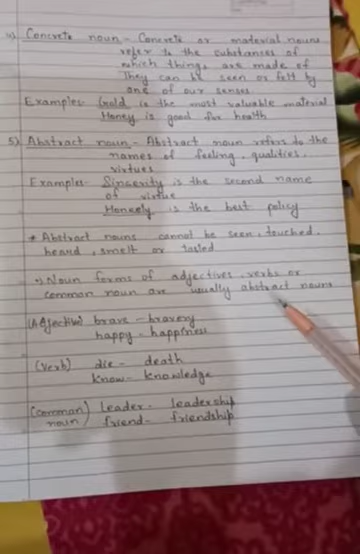 4) Concrete noun - Concrete or material nouns
refer to the substances of
which things are made of
They can be seen or felt by
one of our senses.
Examples: Gold is the most valuable material
Honey is good for health
5) Abstract noun - Abstract noun refers to the
names of feeling, qualities,
virtues
Examples - Sincerity is the second name
of virtue
Honesty is the best policy
* Abstract nouns cannot be seen, touched,
heard, smelt or tasted
Noun forms of adjectives, verbs or
common noun are usually abstract nouns
(Adjective) brave - bravery
happy - happiness
(verb) die - death
know - knowledge
(common noun) leader - leadership
friend - friendship